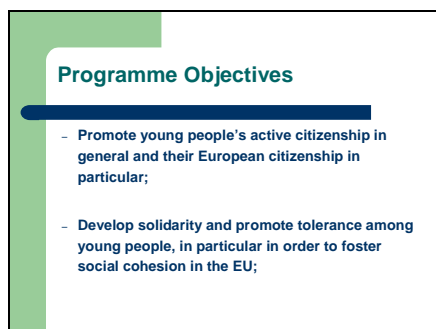 Programme Objectives
– Promote young people's active citizenship in
general and their European citizenship in
particular;
– Develop solidarity and promote tolerance among
young people, in particular in order to foster
social cohesion in the EU;